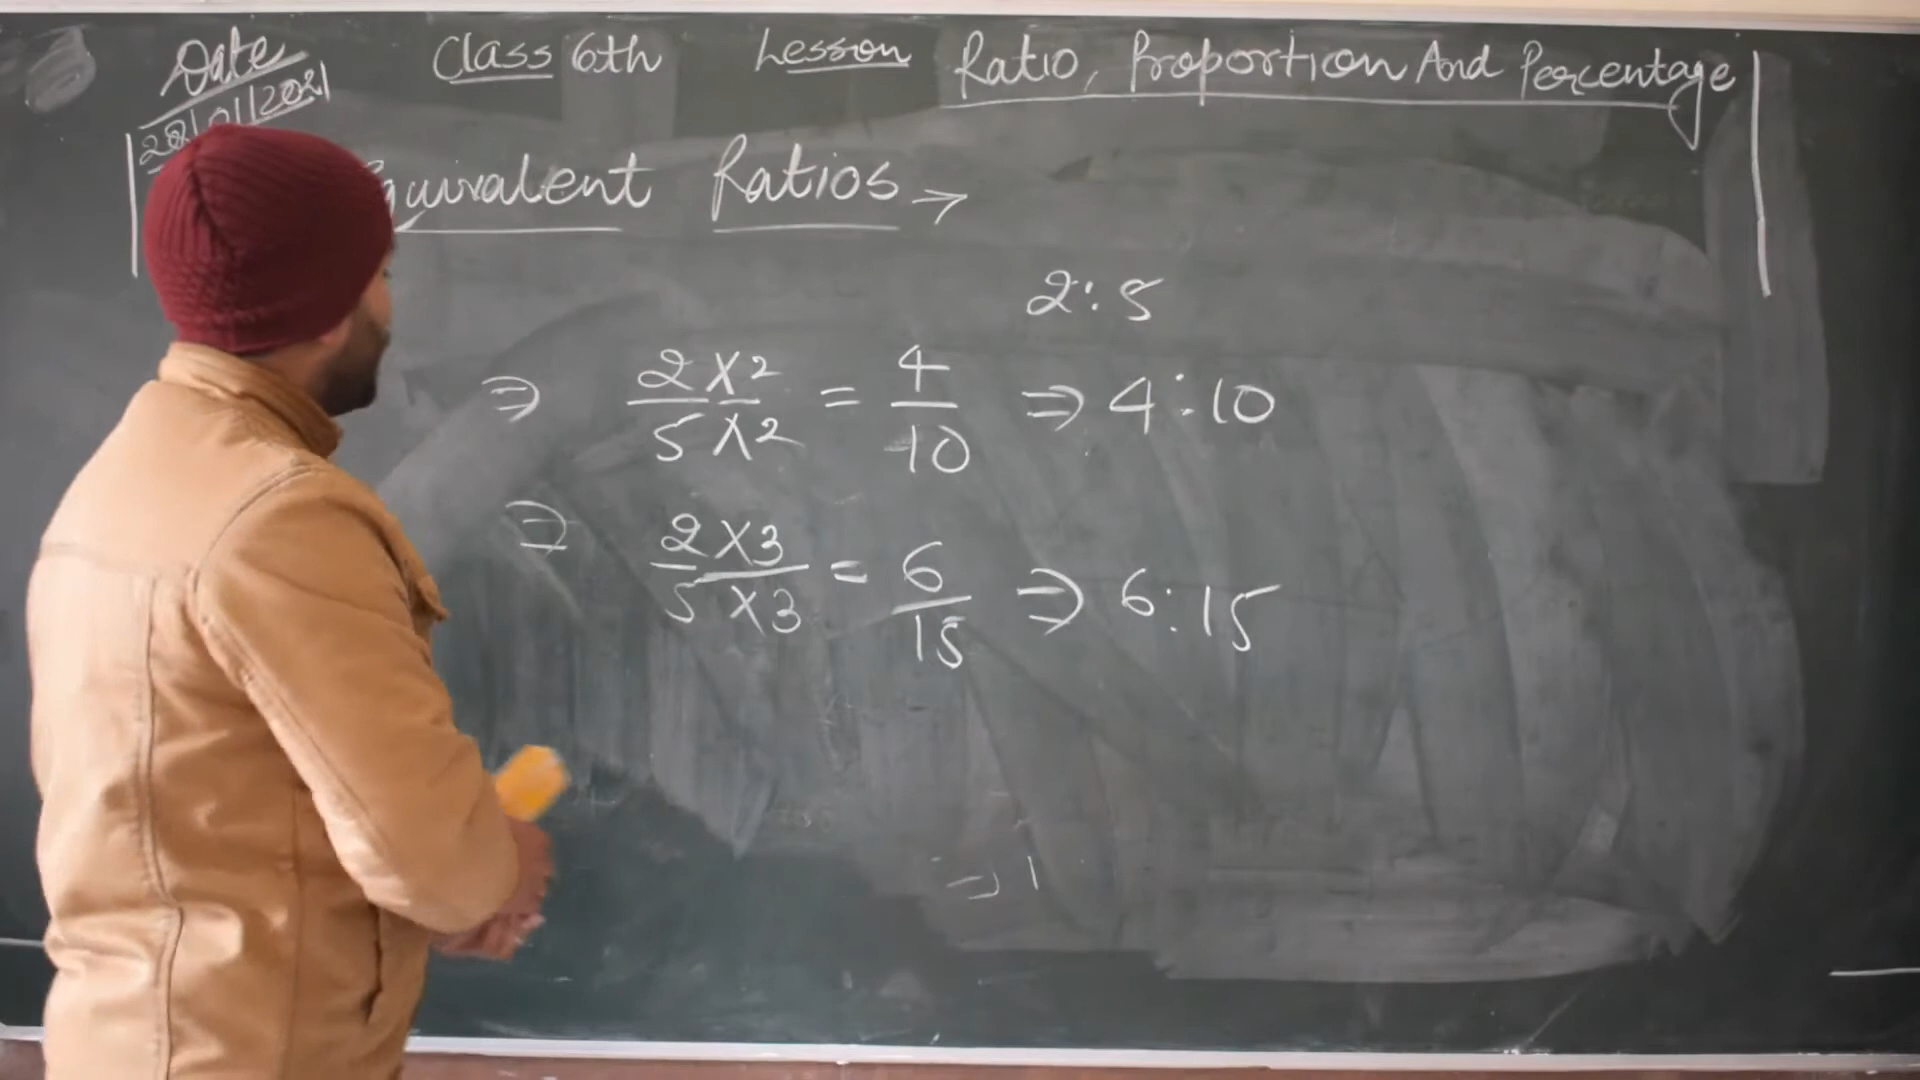 Date Class 6th Lesson Ratio, Proportion And Percentage
28/01/2021
quivalent Ratios →
2:5
⇒ 2×2/5×2 = 4/10 ⇒ 4:10
⇒ 2×3/5×3 = 6/15 ⇒ 6:15